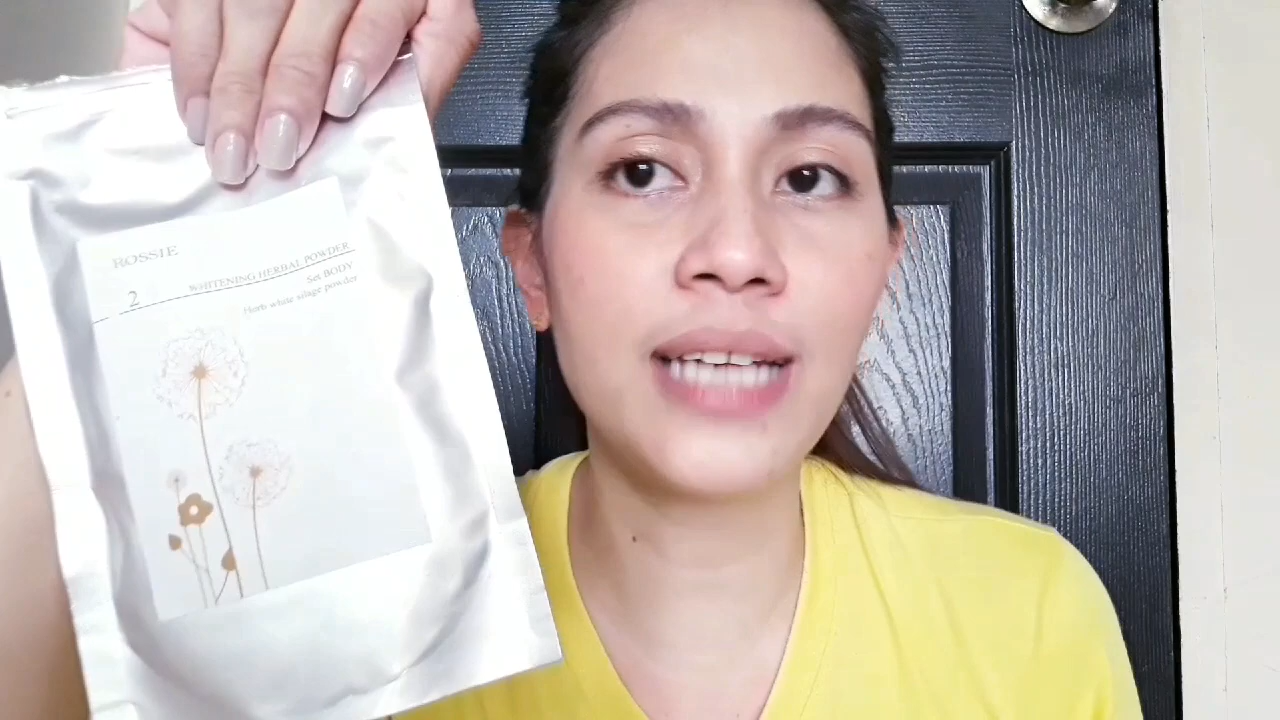 ROSSIE
2
WHITENING HERBAL POWDER
Set BODY
Herb white silage powder